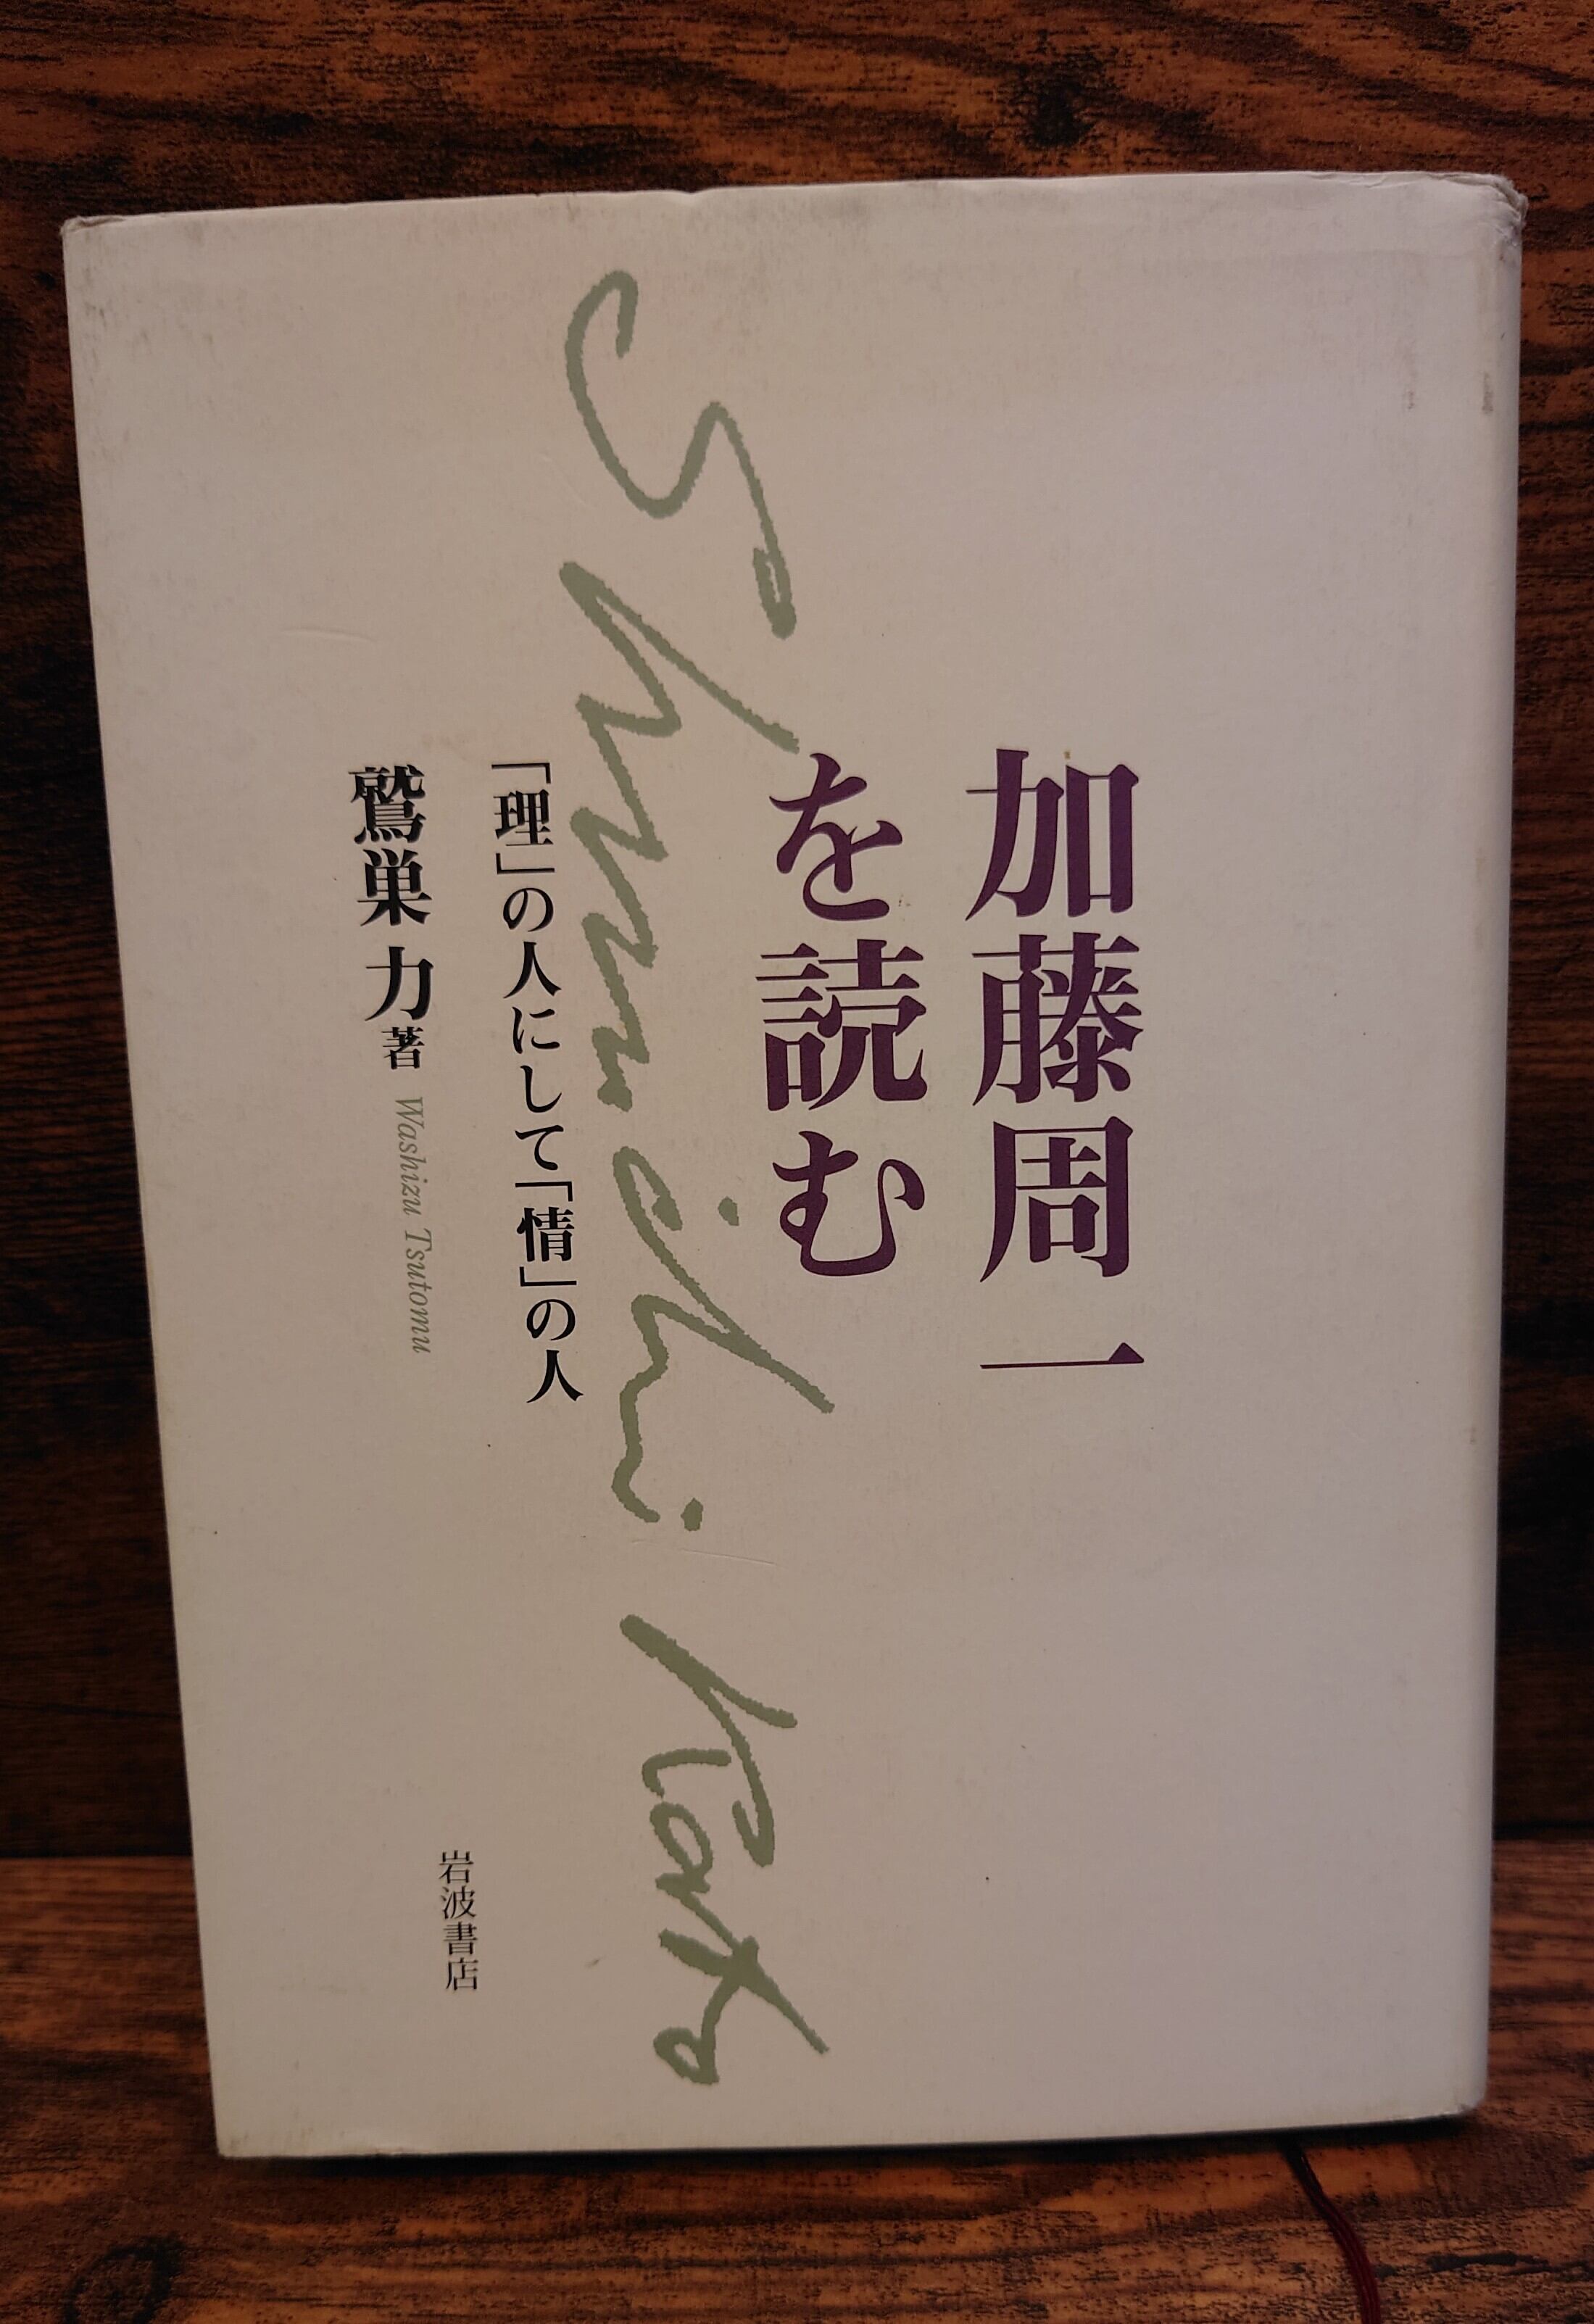 加藤周一
を読む
Shuichi Kato
「理」の人にして「情」の人
鷲巣 力 著 Washizu Tsutomu
岩波書店